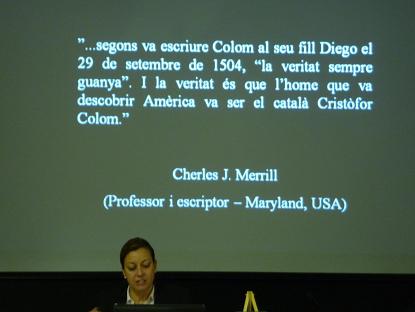 "...segons va escriure Colom al seu fill Diego el
29 de setembre de 1504, “la veritat sempre
guanya”. I la veritat és que l’home que va
descobrir Amèrica va ser el català Cristòfor
Colom.”
Cherles J. Merrill
(Professor i escriptor – Maryland, USA)